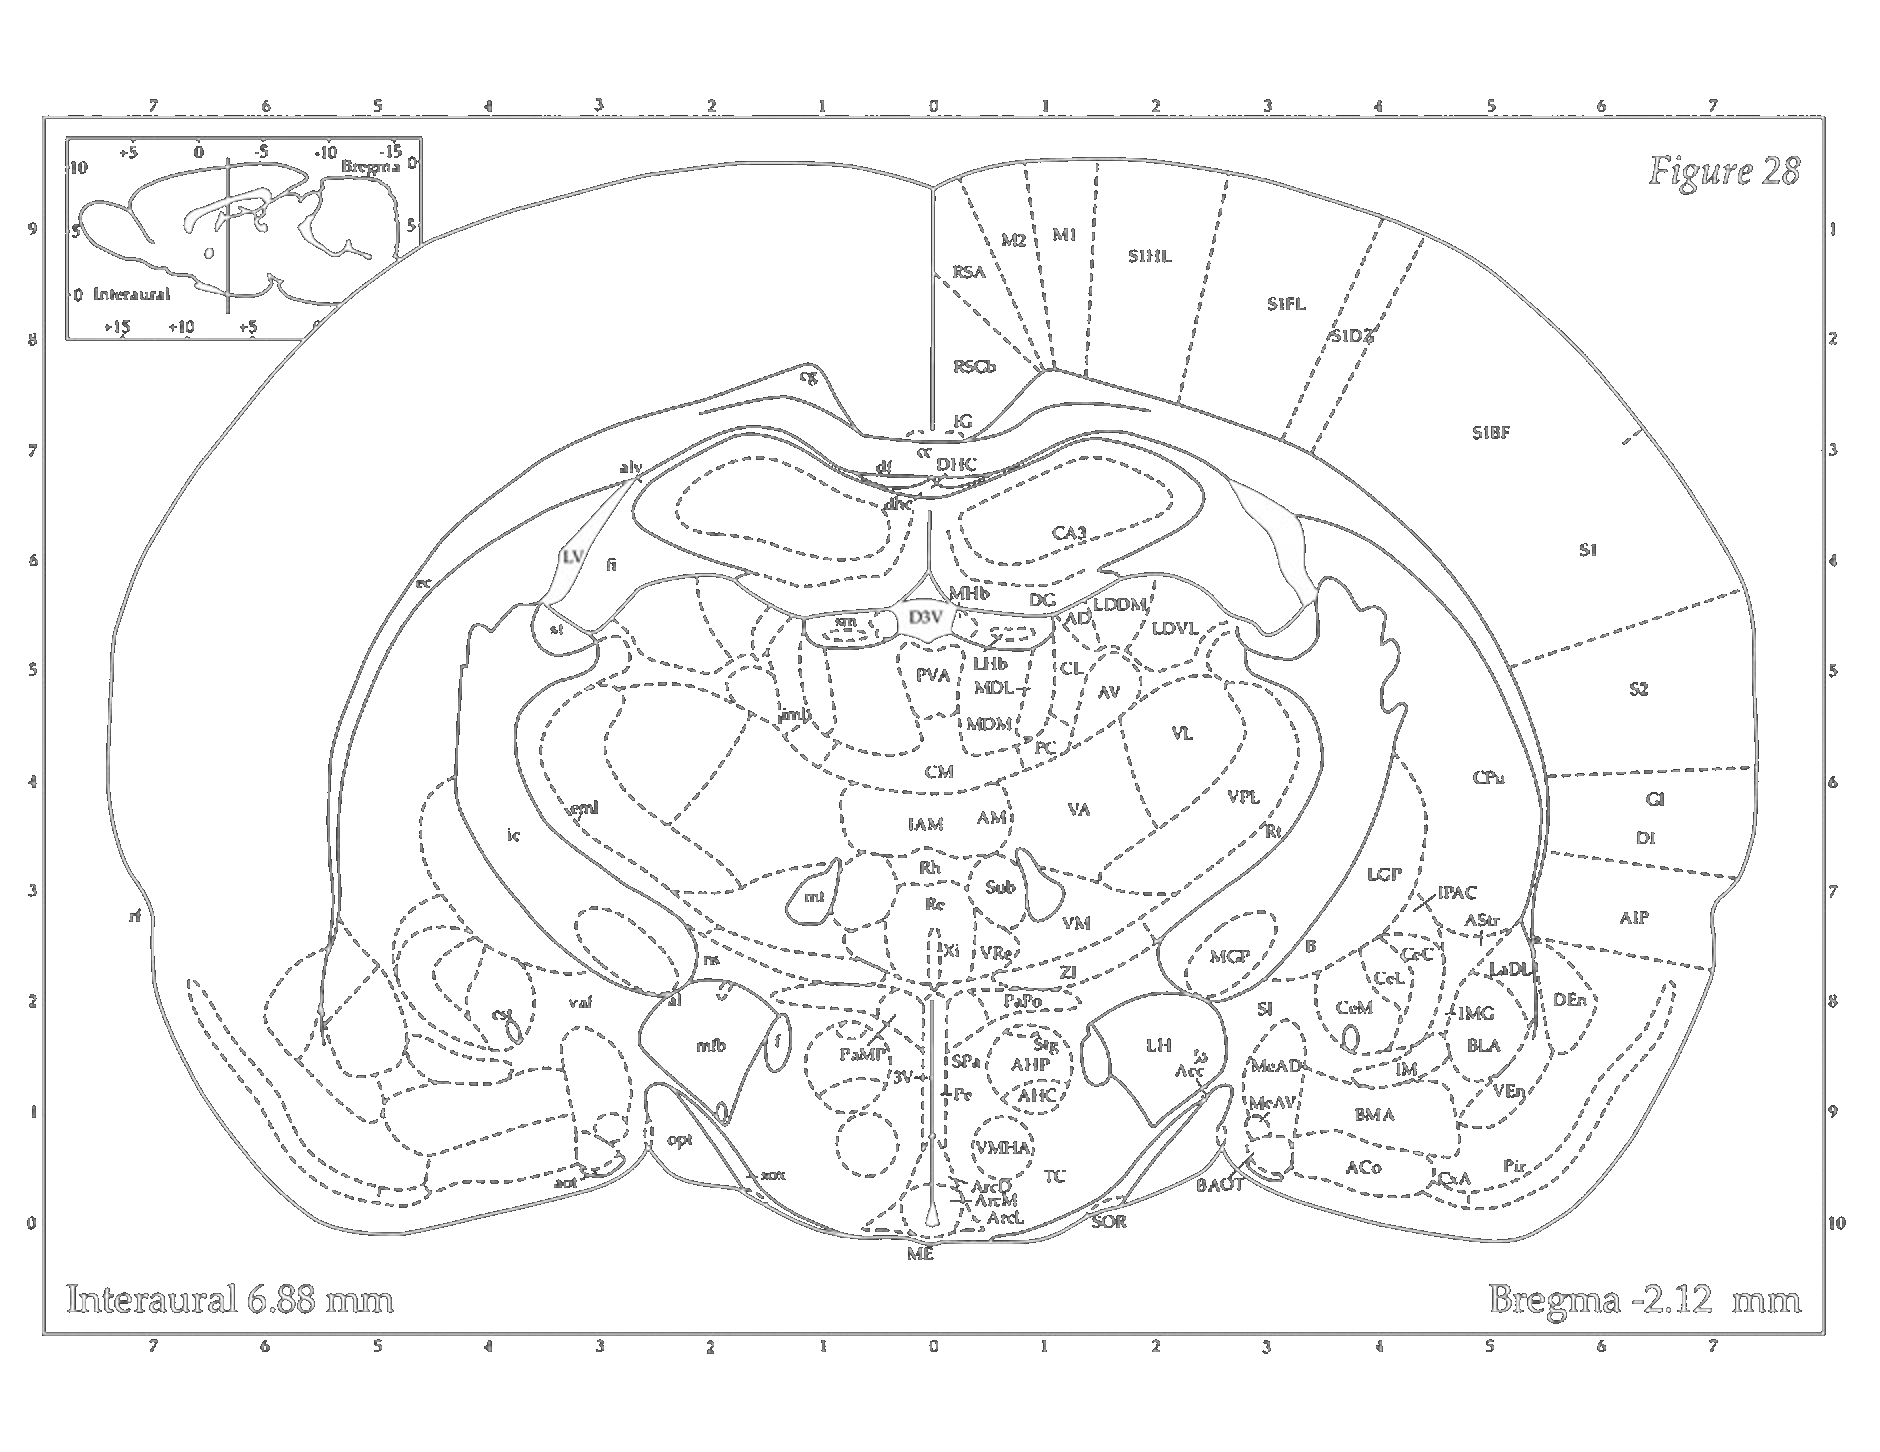 7 6 5 4 3 2 1 0 1 2 3 4 5 6 7
+5 0 -5 -10 -15
10 Bregma 0
Figure 28
5 5
0 Interaural
+15 +10 +5
9 1
8 2
7 3
6 4
5 5
4 6
3 7
2 8
1 9
0 10
M2 M1
S1HL
RSA
S1FL
S1DZ
RSCb
cg
IG
S1BF
cc
alv df DHC
dhc
CA3
S1
LV fi
ec
MHb DG LDDM
st sm D3V AD LDVL
LHb CL
PVA MDL AV S2
iml MDM VL
PC
CM CPu
eml VA VPL GI
ic IAM AM Rt DI
Rh LGP
mt Sub IPAC
rf Re VM AStr AIP
ns Xi VRe MGP B CeC
ZI CeL LaDL
vaf al PaPo SI CeM DEn
csg IMG
mfb f PaMP Stg LH BLA
SPa AHP Acc MeAD IM
3V Pe AHC MeAV VEn
BMA
opt VMHA
sox TC ACo Pir
aot ArcD BAOT CxA
ArcM
ArcL SOR
ME
Interaural 6.88 mm Bregma -2.12 mm
7 6 5 4 3 2 1 0 1 2 3 4 5 6 7